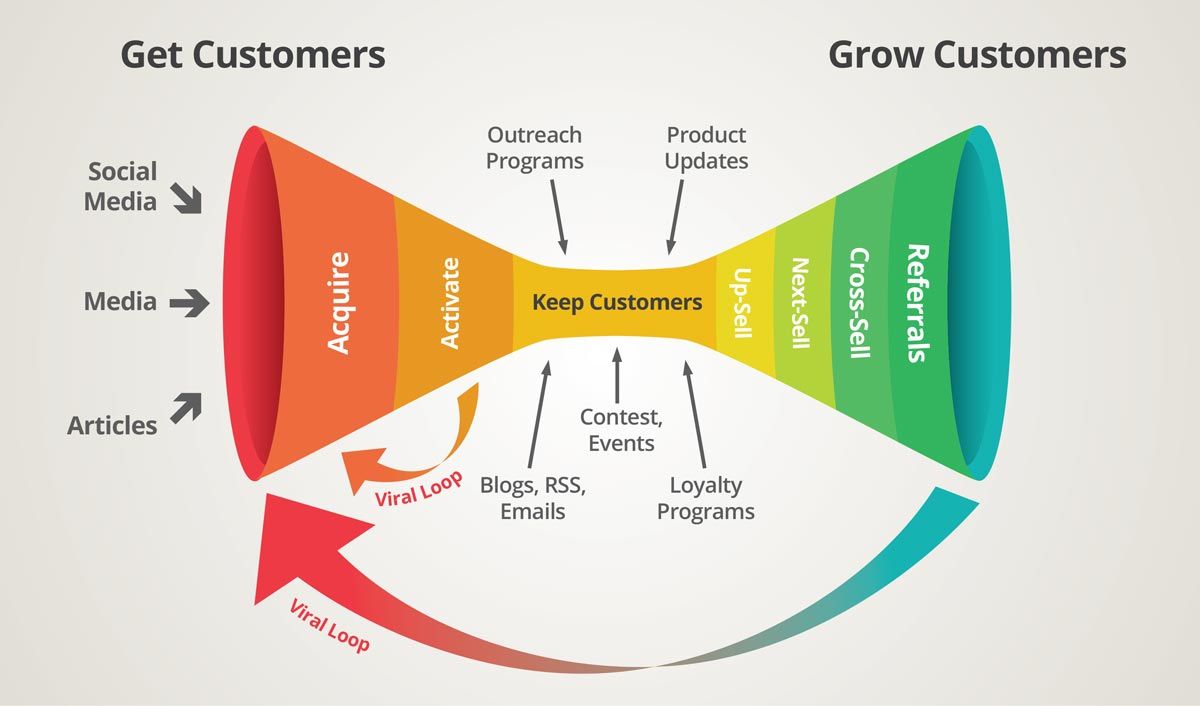 Get Customers
Grow Customers
Social
Media
Media
Articles
Outreach
Programs
Product
Updates
Acquire
Activate
Keep Customers
Up-Sell
Next-Sell
Cross-Sell
Referrals
Contest,
Events
Blogs, RSS,
Emails
Loyalty
Programs
Viral Loop
Viral Loop